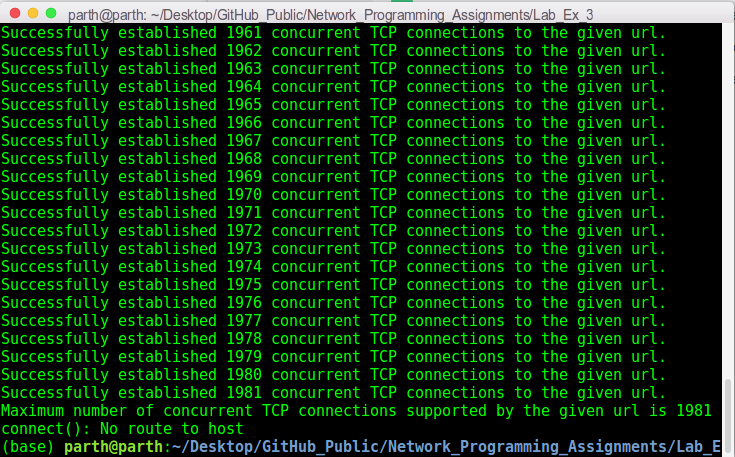 parth@parth: ~/Desktop/GitHub_Public/Network_Programming_Assignments/Lab_Ex_3
Successfully established 1961 concurrent TCP connections to the given url.
Successfully established 1962 concurrent TCP connections to the given url.
Successfully established 1963 concurrent TCP connections to the given url.
Successfully established 1964 concurrent TCP connections to the given url.
Successfully established 1965 concurrent TCP connections to the given url.
Successfully established 1966 concurrent TCP connections to the given url.
Successfully established 1967 concurrent TCP connections to the given url.
Successfully established 1968 concurrent TCP connections to the given url.
Successfully established 1969 concurrent TCP connections to the given url.
Successfully established 1970 concurrent TCP connections to the given url.
Successfully established 1971 concurrent TCP connections to the given url.
Successfully established 1972 concurrent TCP connections to the given url.
Successfully established 1973 concurrent TCP connections to the given url.
Successfully established 1974 concurrent TCP connections to the given url.
Successfully established 1975 concurrent TCP connections to the given url.
Successfully established 1976 concurrent TCP connections to the given url.
Successfully established 1977 concurrent TCP connections to the given url.
Successfully established 1978 concurrent TCP connections to the given url.
Successfully established 1979 concurrent TCP connections to the given url.
Successfully established 1980 concurrent TCP connections to the given url.
Successfully established 1981 concurrent TCP connections to the given url.
Maximum number of concurrent TCP connections supported by the given url is 1981
connect(): No route to host
(base) parth@parth:~/Desktop/GitHub_Public/Network_Programming_Assignments/Lab_E